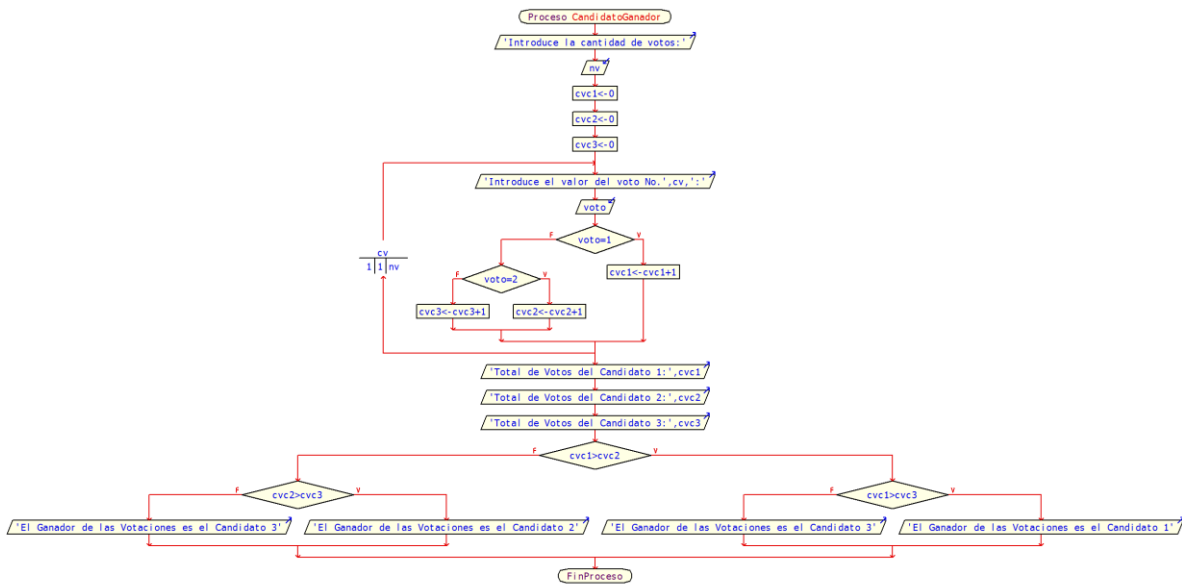 Proceso CandidatoGanador
'Introduce la cantidad de votos:'
nv
cvc1<-0
cvc2<-0
cvc3<-0
'Introduce el valor del voto No.',cv,':'
voto
F voto=1 V
cv
1 1 nv
F voto=2 V
cvc1<-cvc1+1
cvc3<-cvc3+1
cvc2<-cvc2+1
'Total de Votos del Candidato 1:',cvc1
'Total de Votos del Candidato 2:',cvc2
'Total de Votos del Candidato 3:',cvc3
F cvc1>cvc2 V
F cvc2>cvc3 V
F cvc1>cvc3 V
'El Ganador de las Votaciones es el Candidato 3'
'El Ganador de las Votaciones es el Candidato 2'
'El Ganador de las Votaciones es el Candidato 3'
'El Ganador de las Votaciones es el Candidato 1'
FinProceso